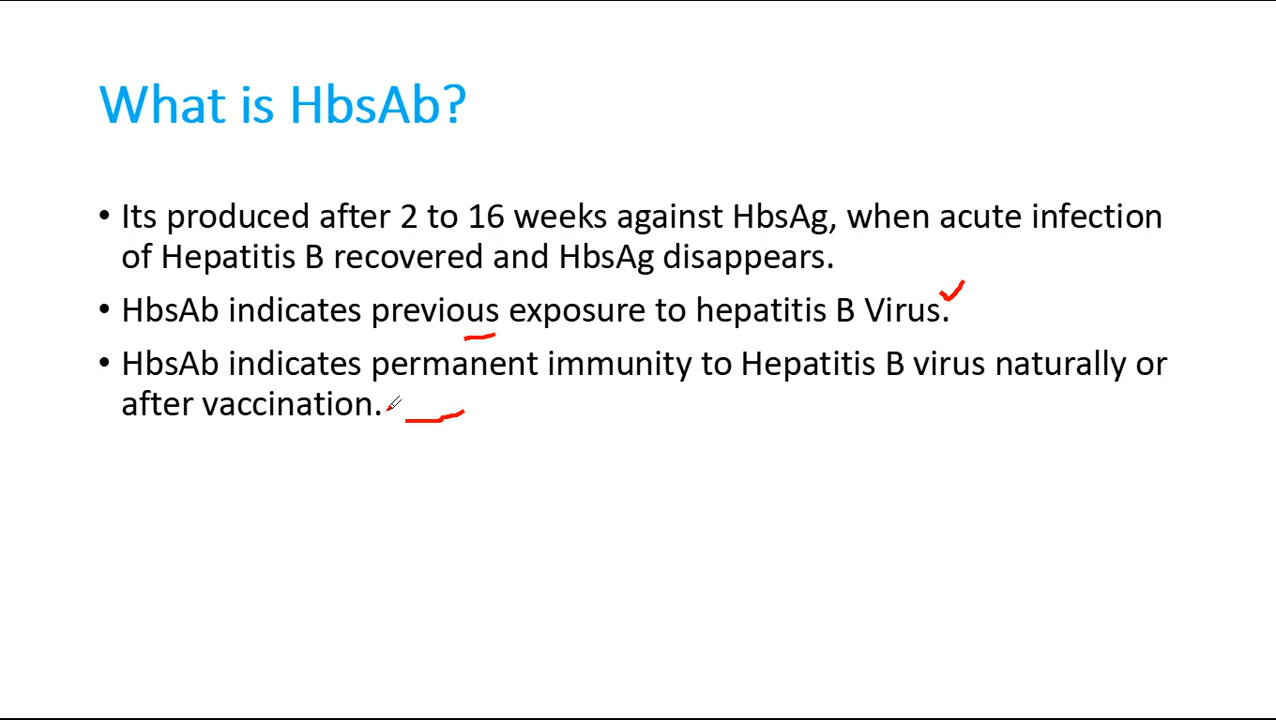 What is HbsAb?
• Its produced after 2 to 16 weeks against HbsAg, when acute infection
of Hepatitis B recovered and HbsAg disappears.
• HbsAb indicates previous exposure to hepatitis B Virus.
• HbsAb indicates permanent immunity to Hepatitis B virus naturally or
after vaccination.